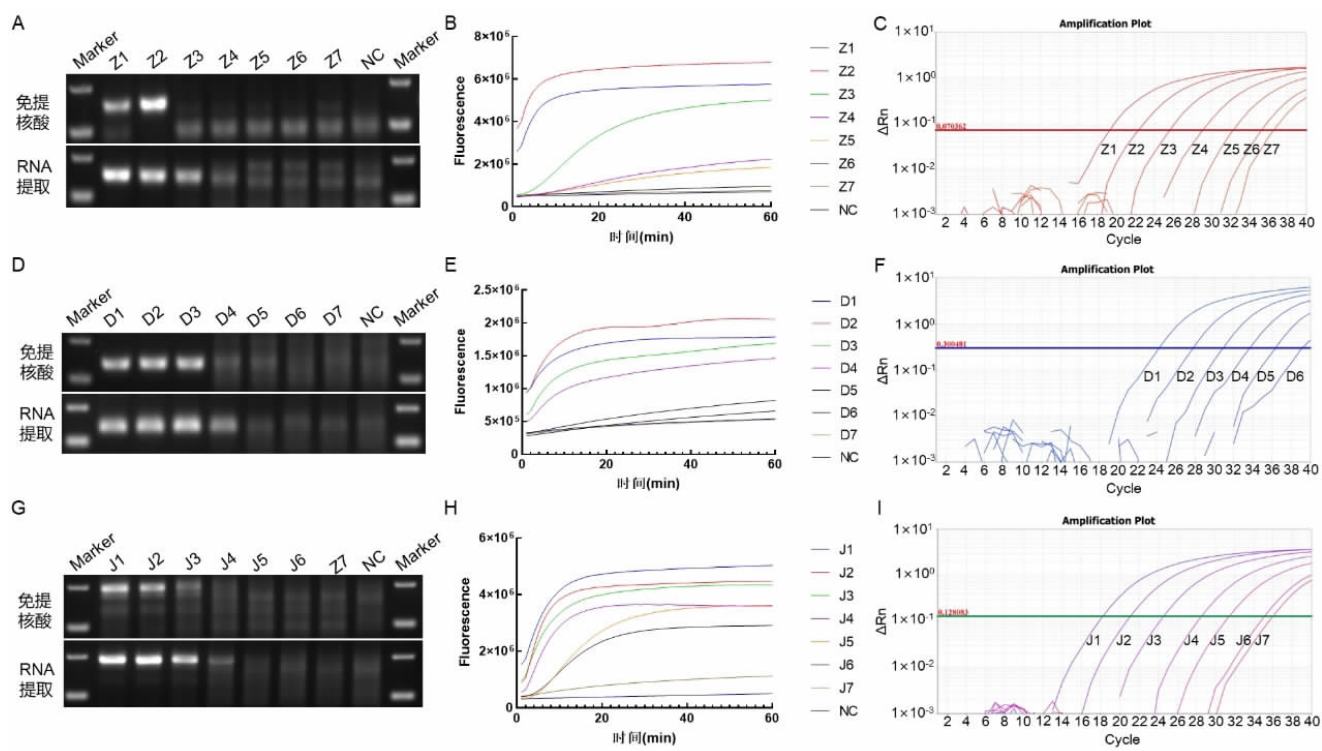 A
Marker
Z1
Z2
Z3
Z4
Z5
Z6
Z7
NC
Marker
免提
核酸
RNA
提取
B
8×10⁶
6×10⁶
4×10⁶
2×10⁶
0
Fluorescence
0
20
40
60
时间(min)
Z1
Z2
Z3
Z4
Z5
Z6
Z7
NC
C
Amplification Plot
1×10¹
1×10⁰
1×10⁻¹
1×10⁻²
1×10⁻³
ΔRn
0.070362
Z1 Z2 Z3 Z4 Z5 Z6 Z7
2 4 6 8 10 12 14 16 18 20 22 24 26 28 30 32 34 36 38 40
Cycle
D
Marker
D1
D2
D3
D4
D5
D6
D7
NC
Marker
免提
核酸
RNA
提取
E
2.5×10⁶
2×10⁶
1.5×10⁶
1×10⁶
5×10⁵
0
Fluorescence
0
20
40
60
时间(min)
D1
D2
D3
D4
D5
D6
D7
NC
F
Amplification Plot
1×10¹
1×10⁰
1×10⁻¹
1×10⁻²
1×10⁻³
ΔRn
0.300481
D1 D2 D3 D4 D5 D6
2 4 6 8 10 12 14 16 18 20 22 24 26 28 30 32 34 36 38 40
Cycle
G
Marker
J1
J2
J3
J4
J5
J6
Z7
NC
Marker
免提
核酸
RNA
提取
H
6×10⁶
4×10⁶
2×10⁶
0
Fluorescence
0
20
40
60
时间(min)
J1
J2
J3
J4
J5
J6
J7
NC
I
Amplification Plot
1×10¹
1×10⁰
1×10⁻¹
1×10⁻²
1×10⁻³
ΔRn
0.128083
J1 J2 J3 J4 J5 J6 J7
2 4 6 8 10 12 14 16 18 20 22 24 26 28 30 32 34 36 38 40
Cycle